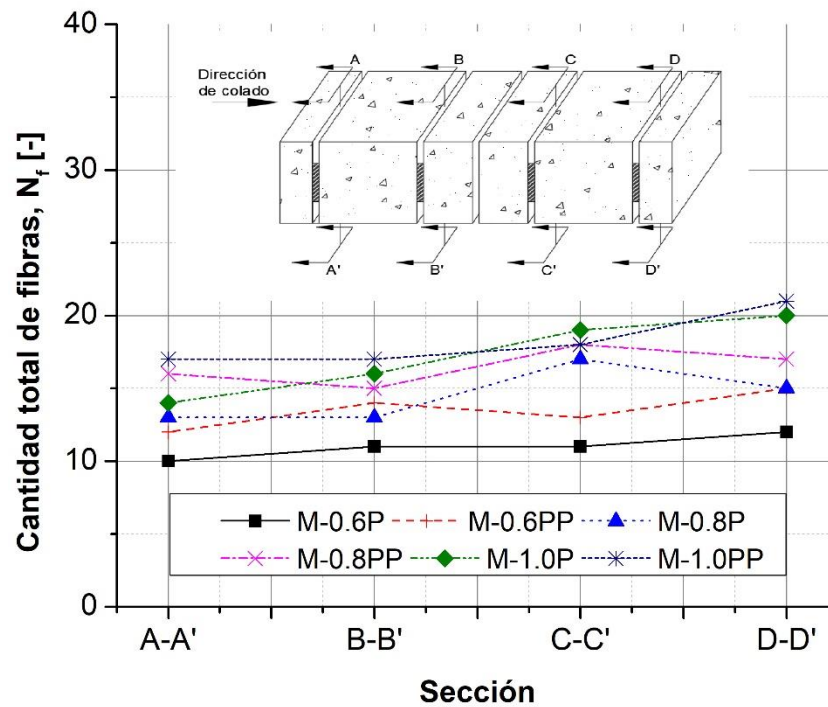 40
30
20
10
0
Cantidad total de fibras, N_f [-]
Dirección
de colado
A B C D
A' B' C' D'
M-0.6P M-0.6PP M-0.8P
M-0.8PP M-1.0P M-1.0PP
A-A' B-B' C-C' D-D'
Sección